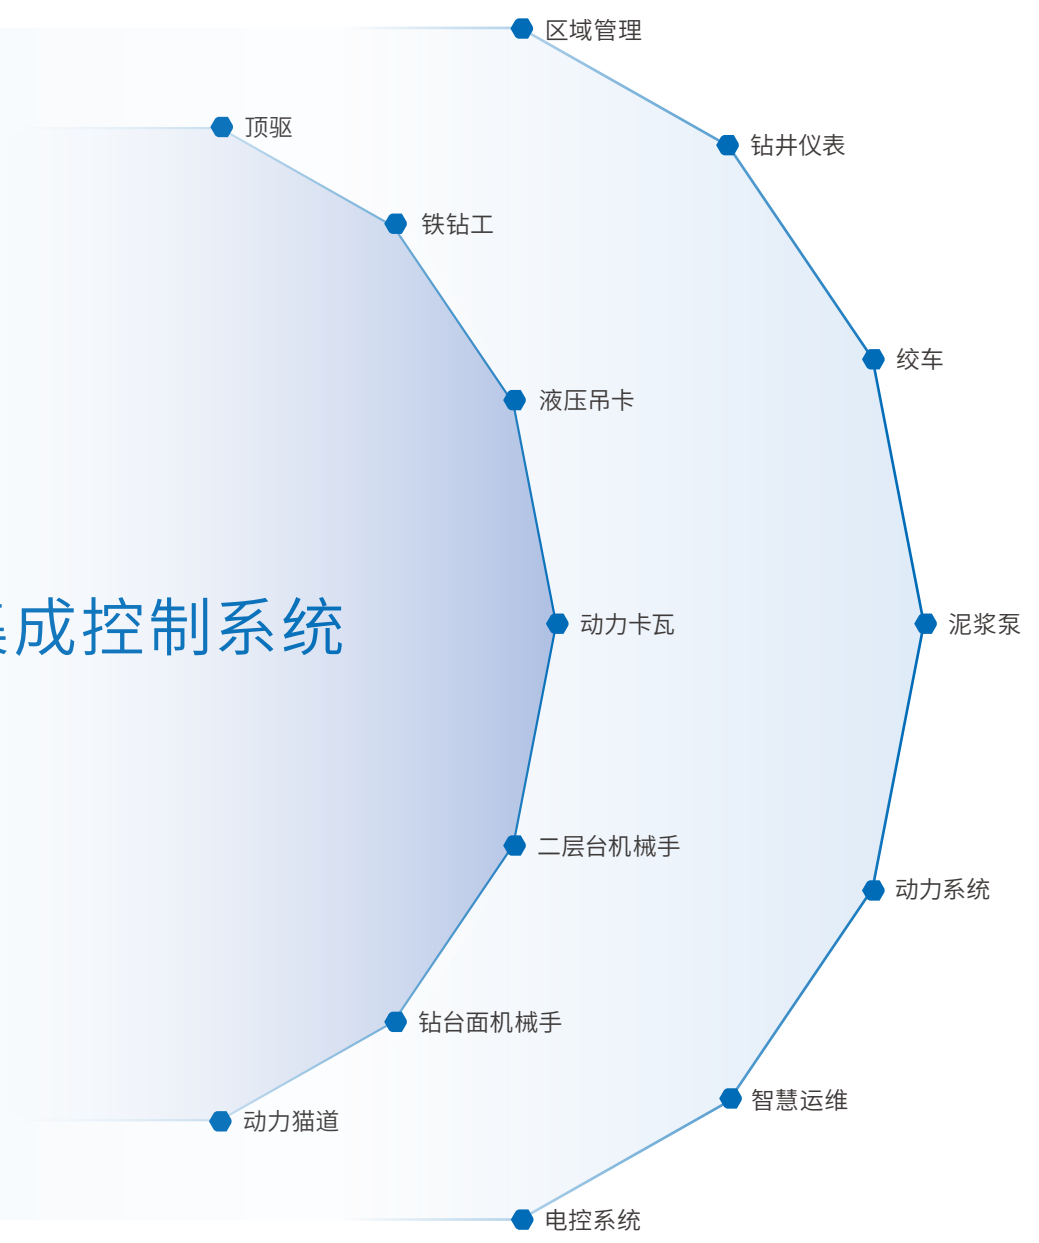 区域管理
顶驱
钻井仪表
铁钻工
绞车
液压吊卡
成控制系统
动力卡瓦
泥浆泵
二层台机械手
动力系统
钻台面机械手
智慧运维
动力猫道
电控系统